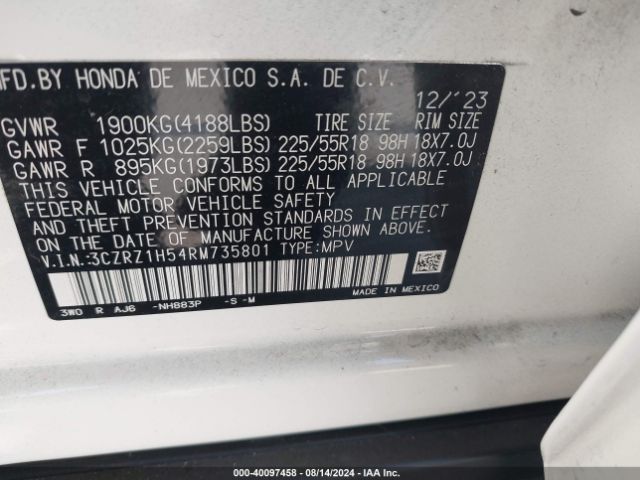 MFD.BY HONDA DE MEXICO S.A. DE C.V.
12/'23
GVWR 1900KG(4188LBS) TIRE SIZE RIM SIZE
GAWR F 1025KG(2259LBS) 225/55R18 98H 18X7.0J
GAWR R 895KG(1973LBS) 225/55R18 98H 18X7.0J
THIS VEHICLE CONFORMS TO ALL APPLICABLE
FEDERAL MOTOR VEHICLE SAFETY
AND THEFT PREVENTION STANDARDS IN EFFECT
ON THE DATE OF MANUFACTURE SHOWN ABOVE.
V.I.N.:3CZRZ1H54RM735801 TYPE:MPV
3W0 R AJ6 -NH883P -S -M
MADE IN MEXICO
000-40097458 - 08/14/2024 - IAA Inc.